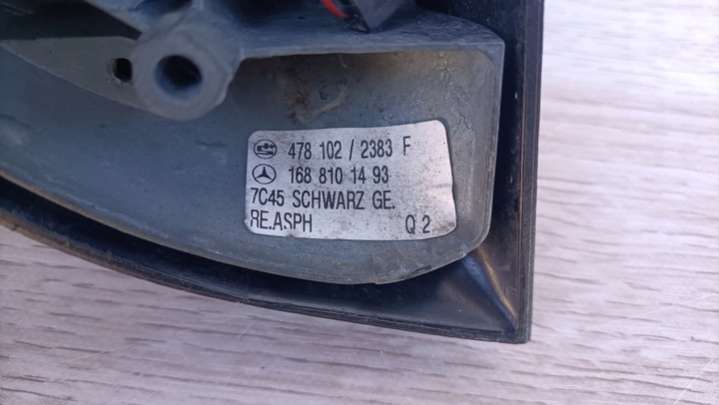 478 102 / 2383 F
168 810 14 93
7C45 SCHWARZ GE.
RE.ASPH Q 2